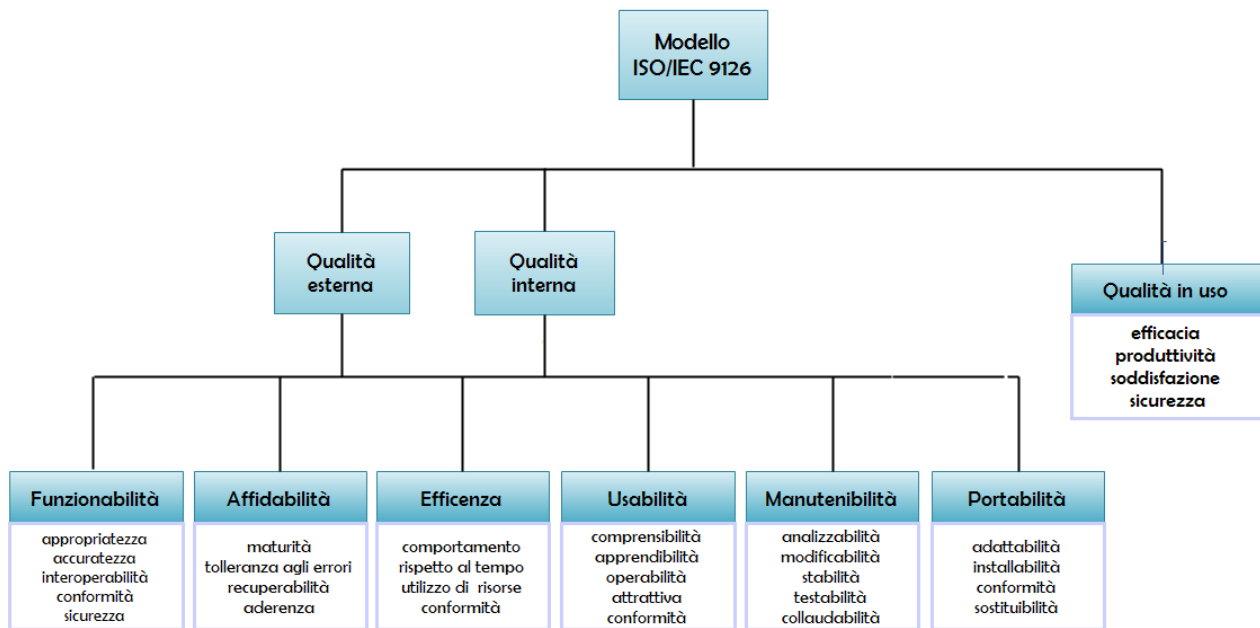 Modello
ISO/IEC 9126
Qualità
esterna
Qualità
interna
Qualità in uso
efficacia
produttività
soddisfazione
sicurezza
Funzionabilità
appropriatezza
accuratezza
interoperabilità
conformità
sicurezza
Affidabilità
maturità
tolleranza agli errori
recuperabilità
aderenza
Efficenza
comportamento
rispetto al tempo
utilizzo di risorse
conformità
Usabilità
comprensibilità
apprendibilità
operabilità
attrattiva
conformità
Manutenibilità
analizzabilità
modificabilità
stabilità
testabilità
collaudabilità
Portabilità
adattabilità
installabilità
conformità
sostituibilità